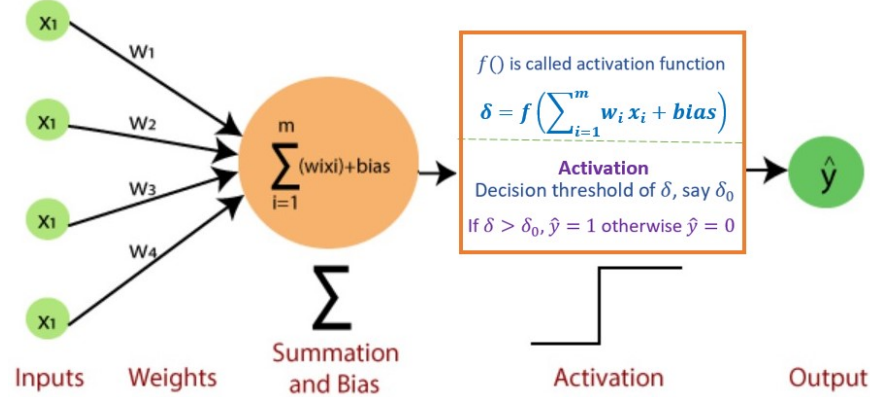 X1
W1
X1
W2
X1
W3
X1
W4
m
∑(wixi)+bias
i=1
∑
f() is called activation function
δ = f(∑ᵢ₌₁ᵐ wᵢ xᵢ + bias)
Activation
Decision threshold of δ, say δ₀
If δ > δ₀, ŷ = 1 otherwise ŷ = 0
ŷ
Inputs
Weights
Summation
and Bias
Activation
Output